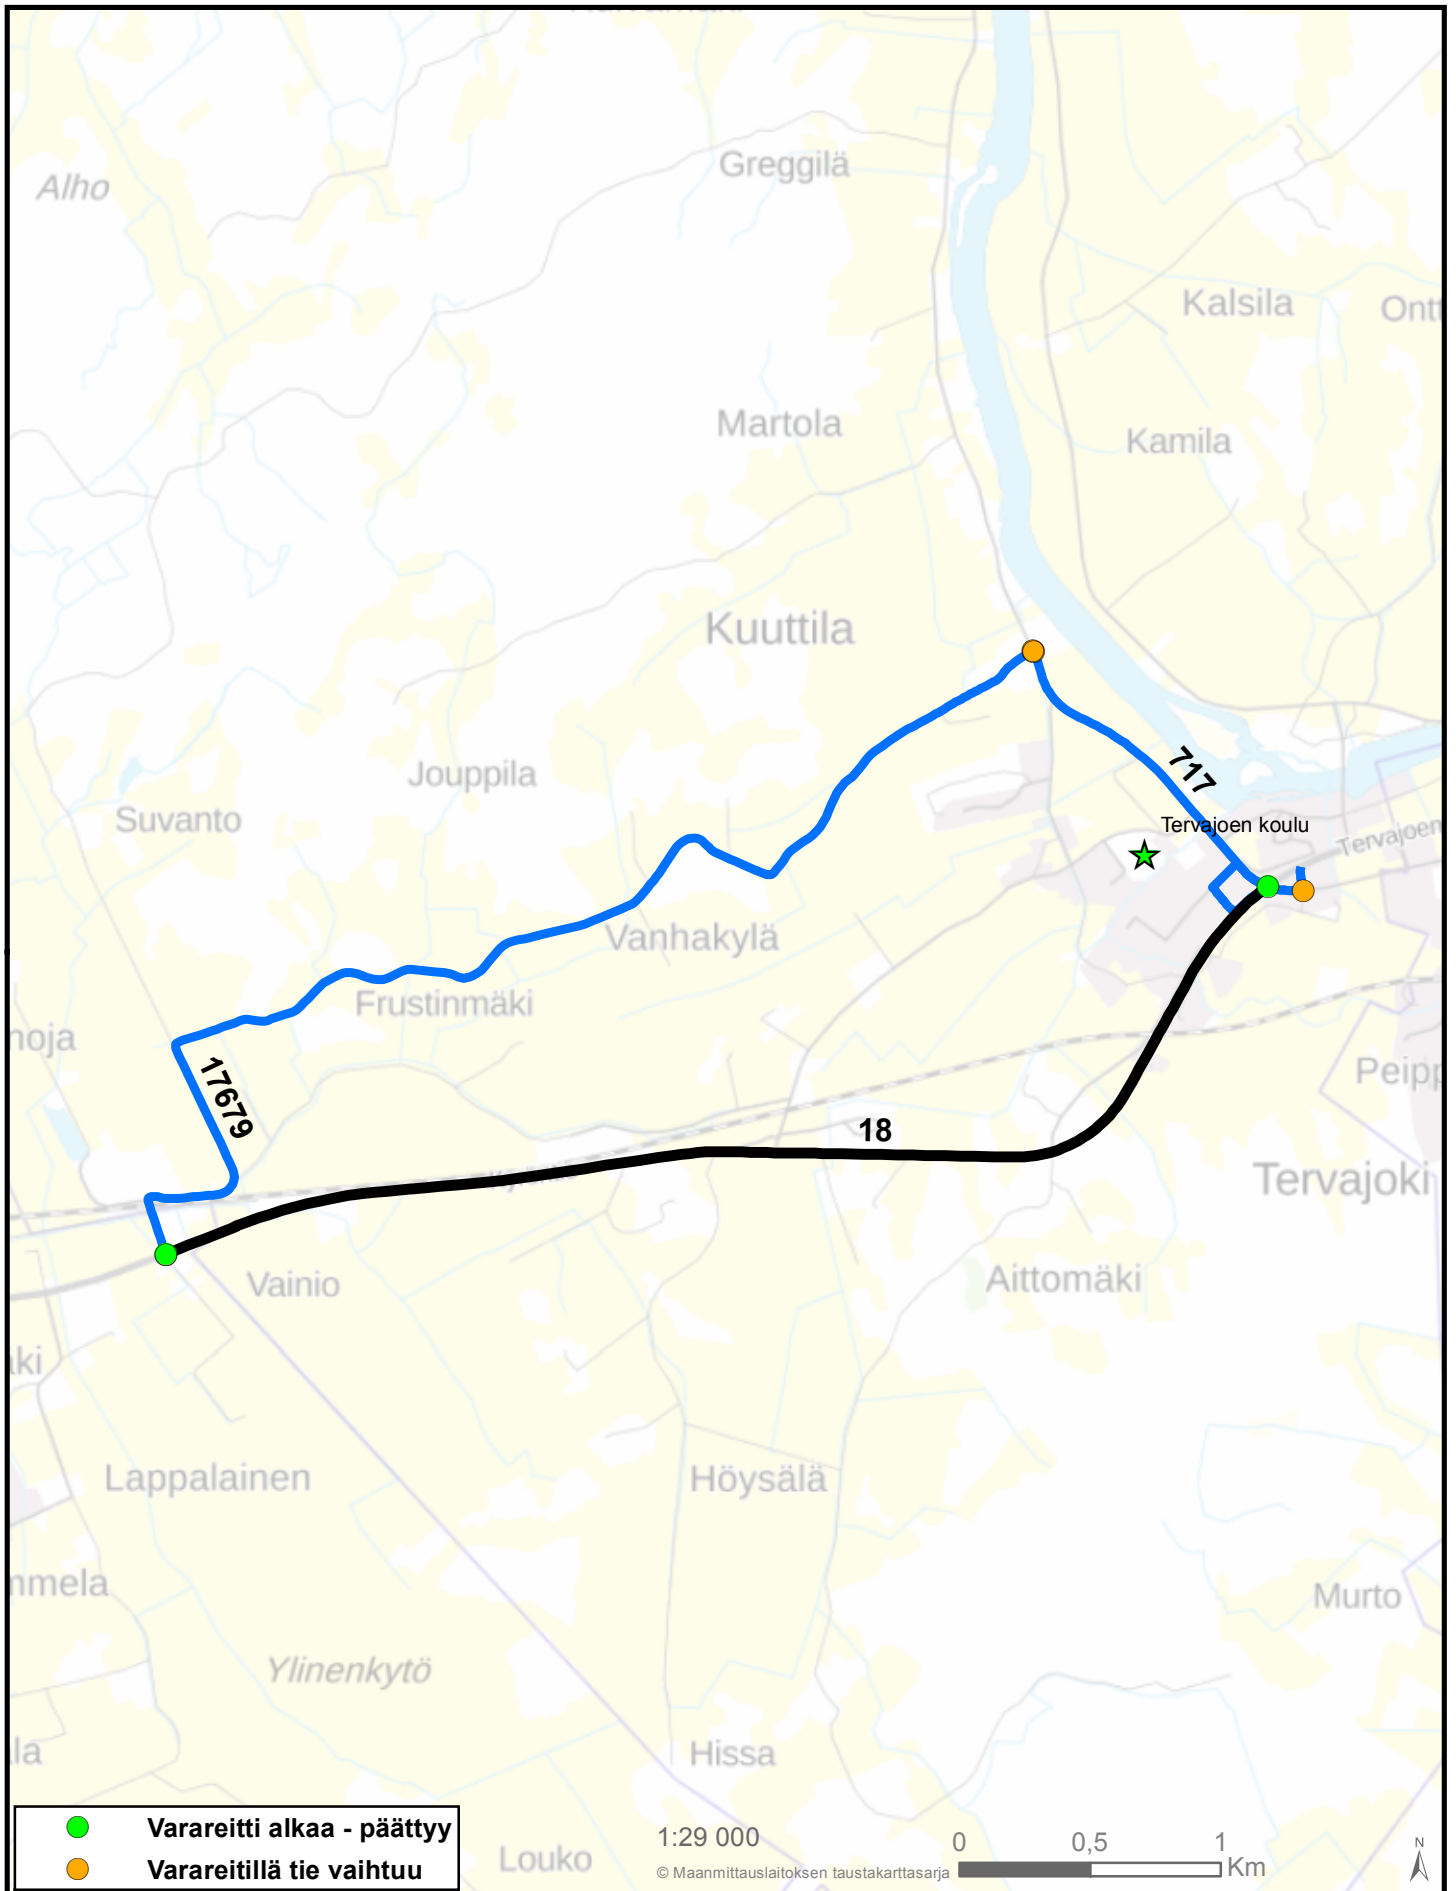 Alho
Greggilä
Kalsila
Ontt
Martola
Kamila
Kuuttila
717
Jouppila
Suvanto
Tervajoen koulu
Tervajoen
Vanhakylä
Frustinmäki
noja
17679
Peipp
18
Tervajoki
Vainio
Aittomäki
ki
Lappalainen
Höysälä
nmela
Murto
Ylinenkytö
la
Hissa
Varareitti alkaa - päättyy
Varareitillä tie vaihtuu
Louko
1:29 000
© Maanmittauslaitoksen taustakarttasarja
0 0,5 1
Km
N